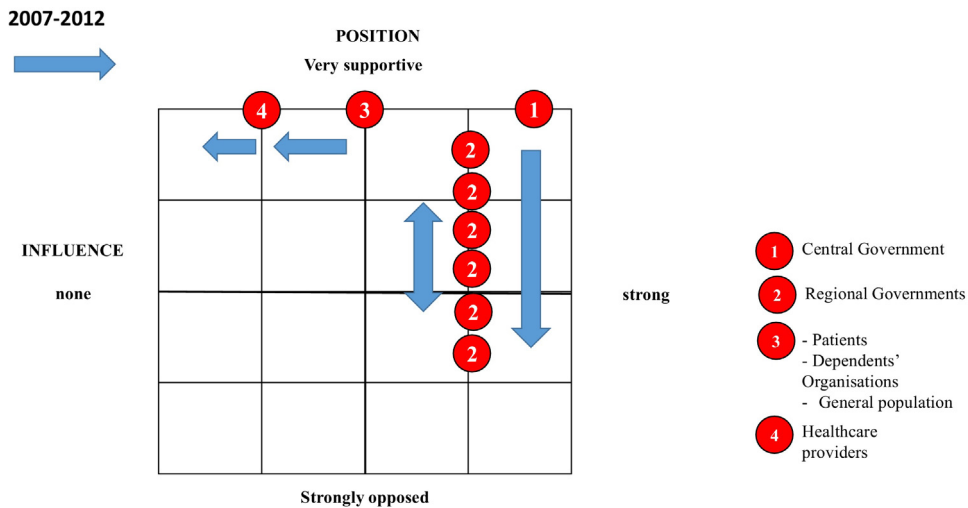 2007-2012
POSITION
Very supportive
4
3
1
2
2
2
2
2
2
INFLUENCE
none
strong
Strongly opposed
1 Central Government
2 Regional Governments
3 - Patients
- Dependents’
Organisations
- General population
4 Healthcare
providers